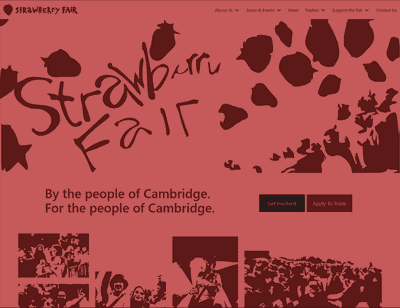 Strawberry Fair
About Us
News & Events
Home
Traders
Support the Fair
Contact Us
Strawberry
Fair
By the people of Cambridge.
For the people of Cambridge.
Get Involved
Apply To Trade